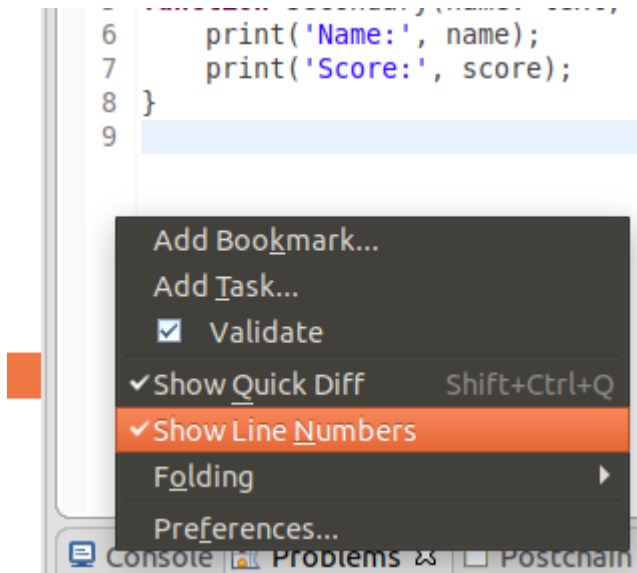 6 print('Name:', name);
7 print('Score:', score);
8 }
9
Add Bookmark...
Add Task...
Validate
Show Quick Diff Shift+Ctrl+Q
Show Line Numbers
Folding
Preferences...
Console Problems Postchain